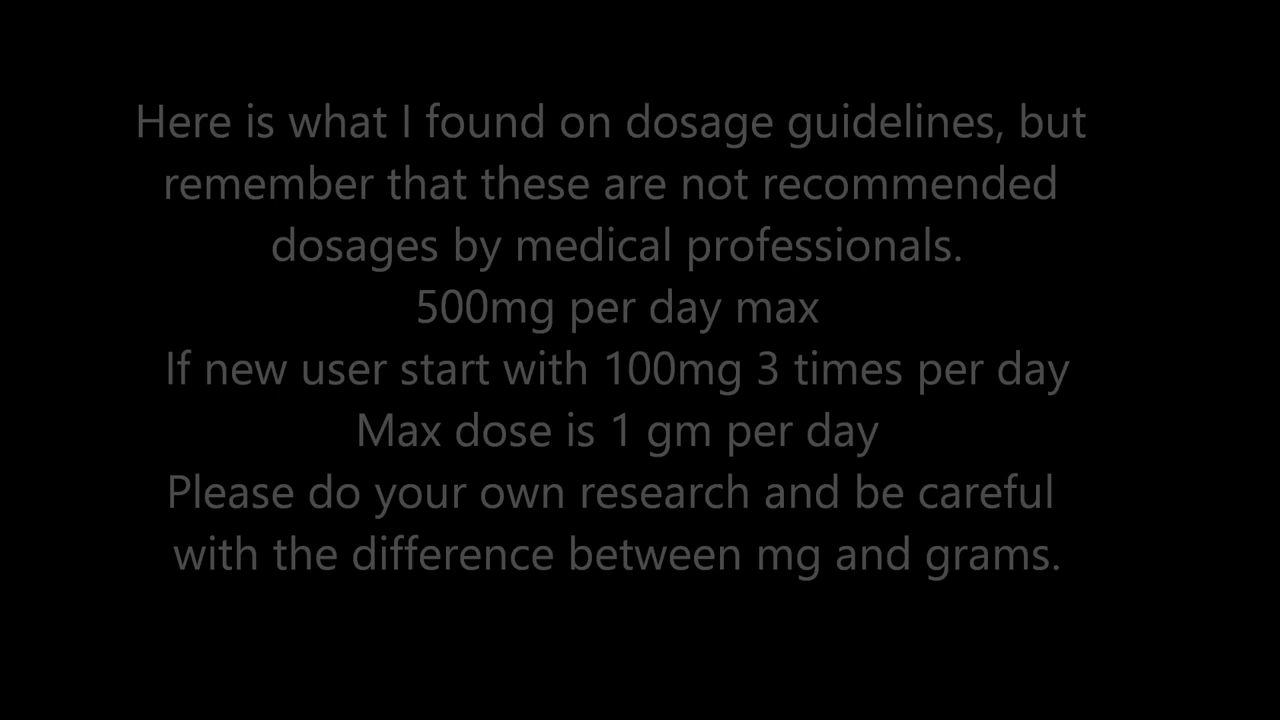 Here is what I found on dosage guidelines, but
remember that these are not recommended
dosages by medical professionals.
500mg per day max
If new user start with 100mg 3 times per day
Max dose is 1 gm per day
Please do your own research and be careful
with the difference between mg and grams.